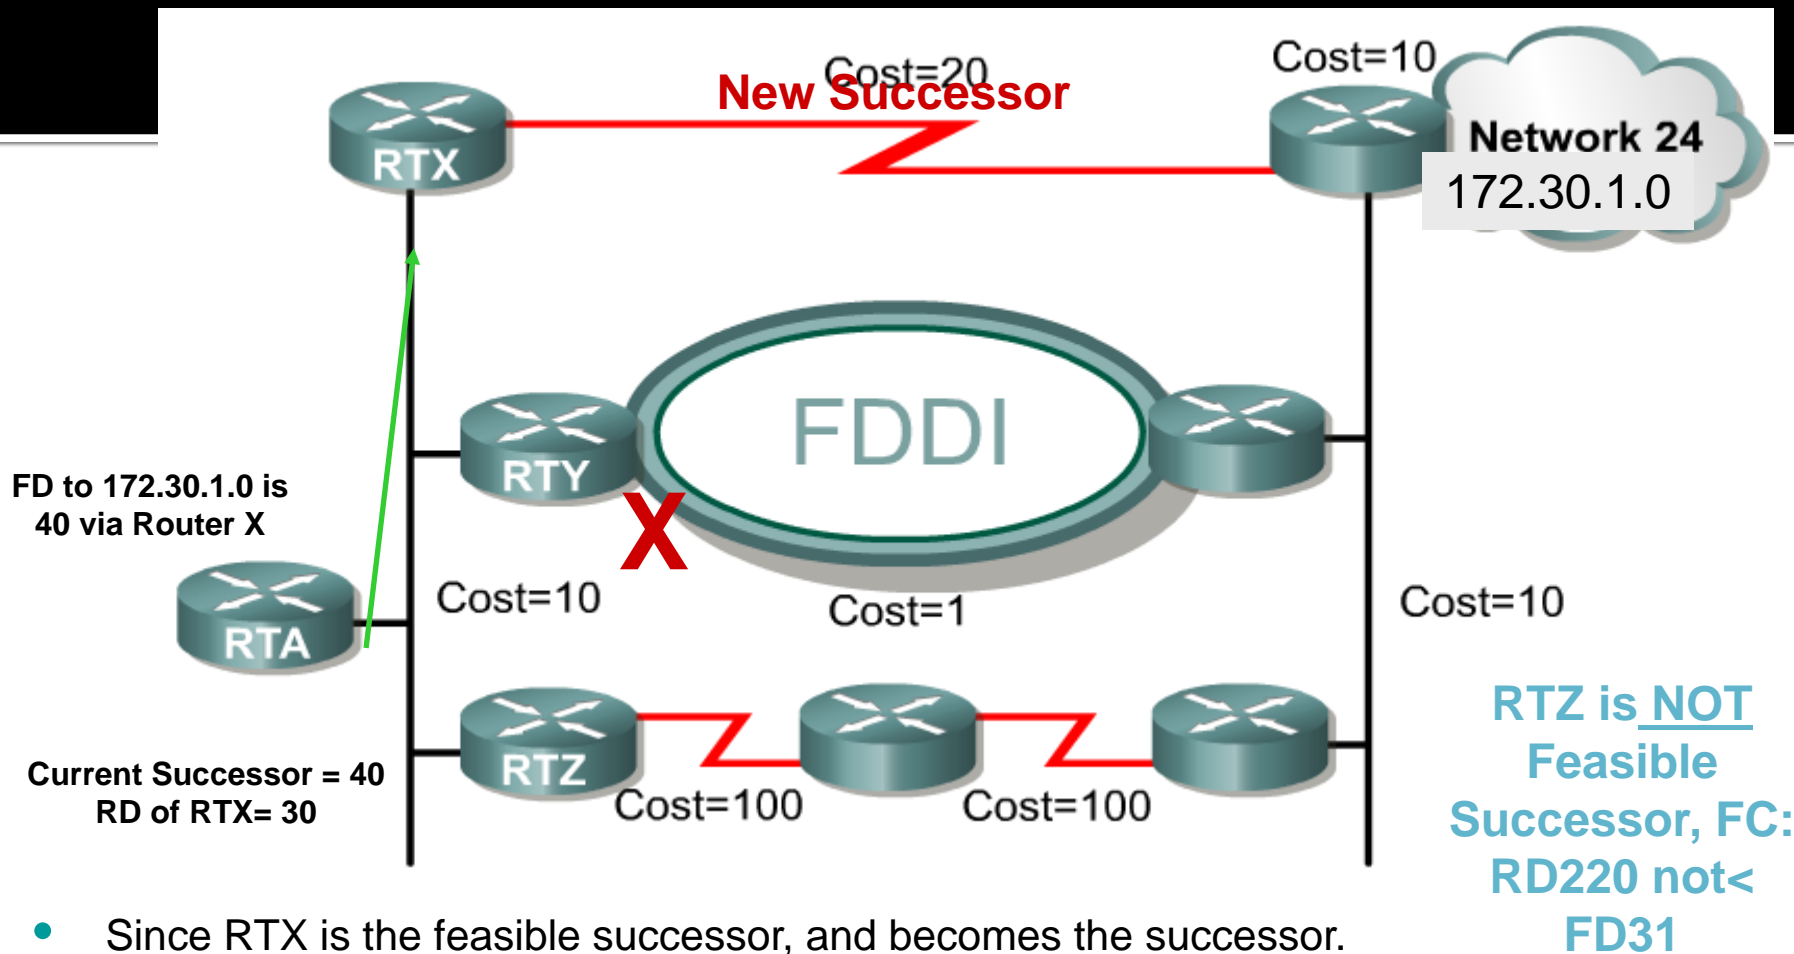 Cost=20
New Successor
Cost=10
RTX
Network 24
172.30.1.0
FDDI
RTY
X
FD to 172.30.1.0 is
40 via Router X
Cost=10
Cost=1
Cost=10
RTA
RTZ
Current Successor = 40
RD of RTX= 30
Cost=100
Cost=100
RTZ is NOT
Feasible
Successor, FC:
RD220 not<
FD31
Since RTX is the feasible successor, and becomes the successor.